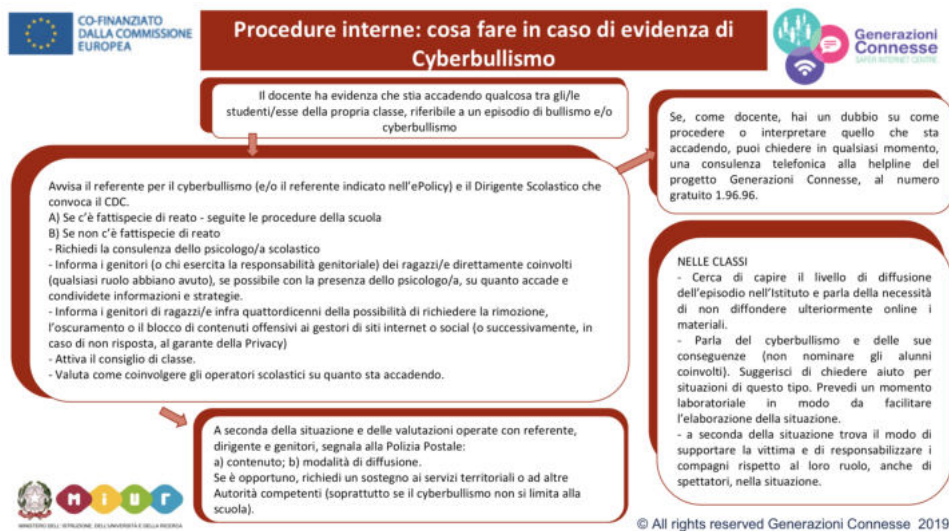 CO-FINANZIATO
DALLA COMMISSIONE
EUROPEA
Procedure interne: cosa fare in caso di evidenza di
Cyberbullismo
Generazioni
Connesse
SAFER INTERNET CENTRE
Il docente ha evidenza che stia accadendo qualcosa tra gli/le
studenti/esse della propria classe, riferibile a un episodio di bullismo e/o
cyberbullismo
Se, come docente, hai un dubbio su come
procedere o interpretare quello che sta
accadendo, puoi chiedere in qualsiasi momento,
una consulenza telefonica alla helpline del
progetto Generazioni Connesse, al numero
gratuito 1.96.96.
Avvisa il referente per il cyberbullismo (e/o il referente indicato nell'ePolicy) e il Dirigente Scolastico che
convoca il CDC.
A) Se c'è fattispecie di reato - seguite le procedure della scuola
B) Se non c'è fattispecie di reato
- Richiedi la consulenza dello psicologo/a scolastico
- Informa i genitori (o chi esercita la responsabilità genitoriale) dei ragazzi/e direttamente coinvolti
(qualsiasi ruolo abbiano avuto), se possibile con la presenza dello psicologo/a, su quanto accade e
condividete informazioni e strategie.
- Informa i genitori di ragazzi/e infra quattordicenni della possibilità di richiedere la rimozione,
l'oscuramento o il blocco di contenuti offensivi ai gestori di siti internet o social (o successivamente, in
caso di non risposta, al garante della Privacy)
- Attiva il consiglio di classe.
- Valuta come coinvolgere gli operatori scolastici su quanto sta accadendo.
NELLE CLASSI
- Cerca di capire il livello di diffusione
dell'episodio nell'Istituto e parla della necessità
di non diffondere ulteriormente online i
materiali.
- Parla del cyberbullismo e delle sue
conseguenze (non nominare gli alunni
coinvolti). Suggerisci di chiedere aiuto per
situazioni di questo tipo. Prevedi un momento
laboratoriale in modo da facilitare
l'elaborazione della situazione.
- a seconda della situazione trova il modo di
supportare la vittima e di responsabilizzare i
compagni rispetto al loro ruolo, anche di
spettatori, nella situazione.
A seconda della situazione e delle valutazioni operate con referente,
dirigente e genitori, segnala alla Polizia Postale:
a) contenuto; b) modalità di diffusione.
Se è opportuno, richiedi un sostegno ai servizi territoriali o ad altre
Autorità competenti (soprattutto se il cyberbullismo non si limita alla
scuola).
MIUR
MINISTERO DELL'ISTRUZIONE, DELL'UNIVERSITÀ E DELLA RICERCA
© All rights reserved Generazioni Connesse 2019